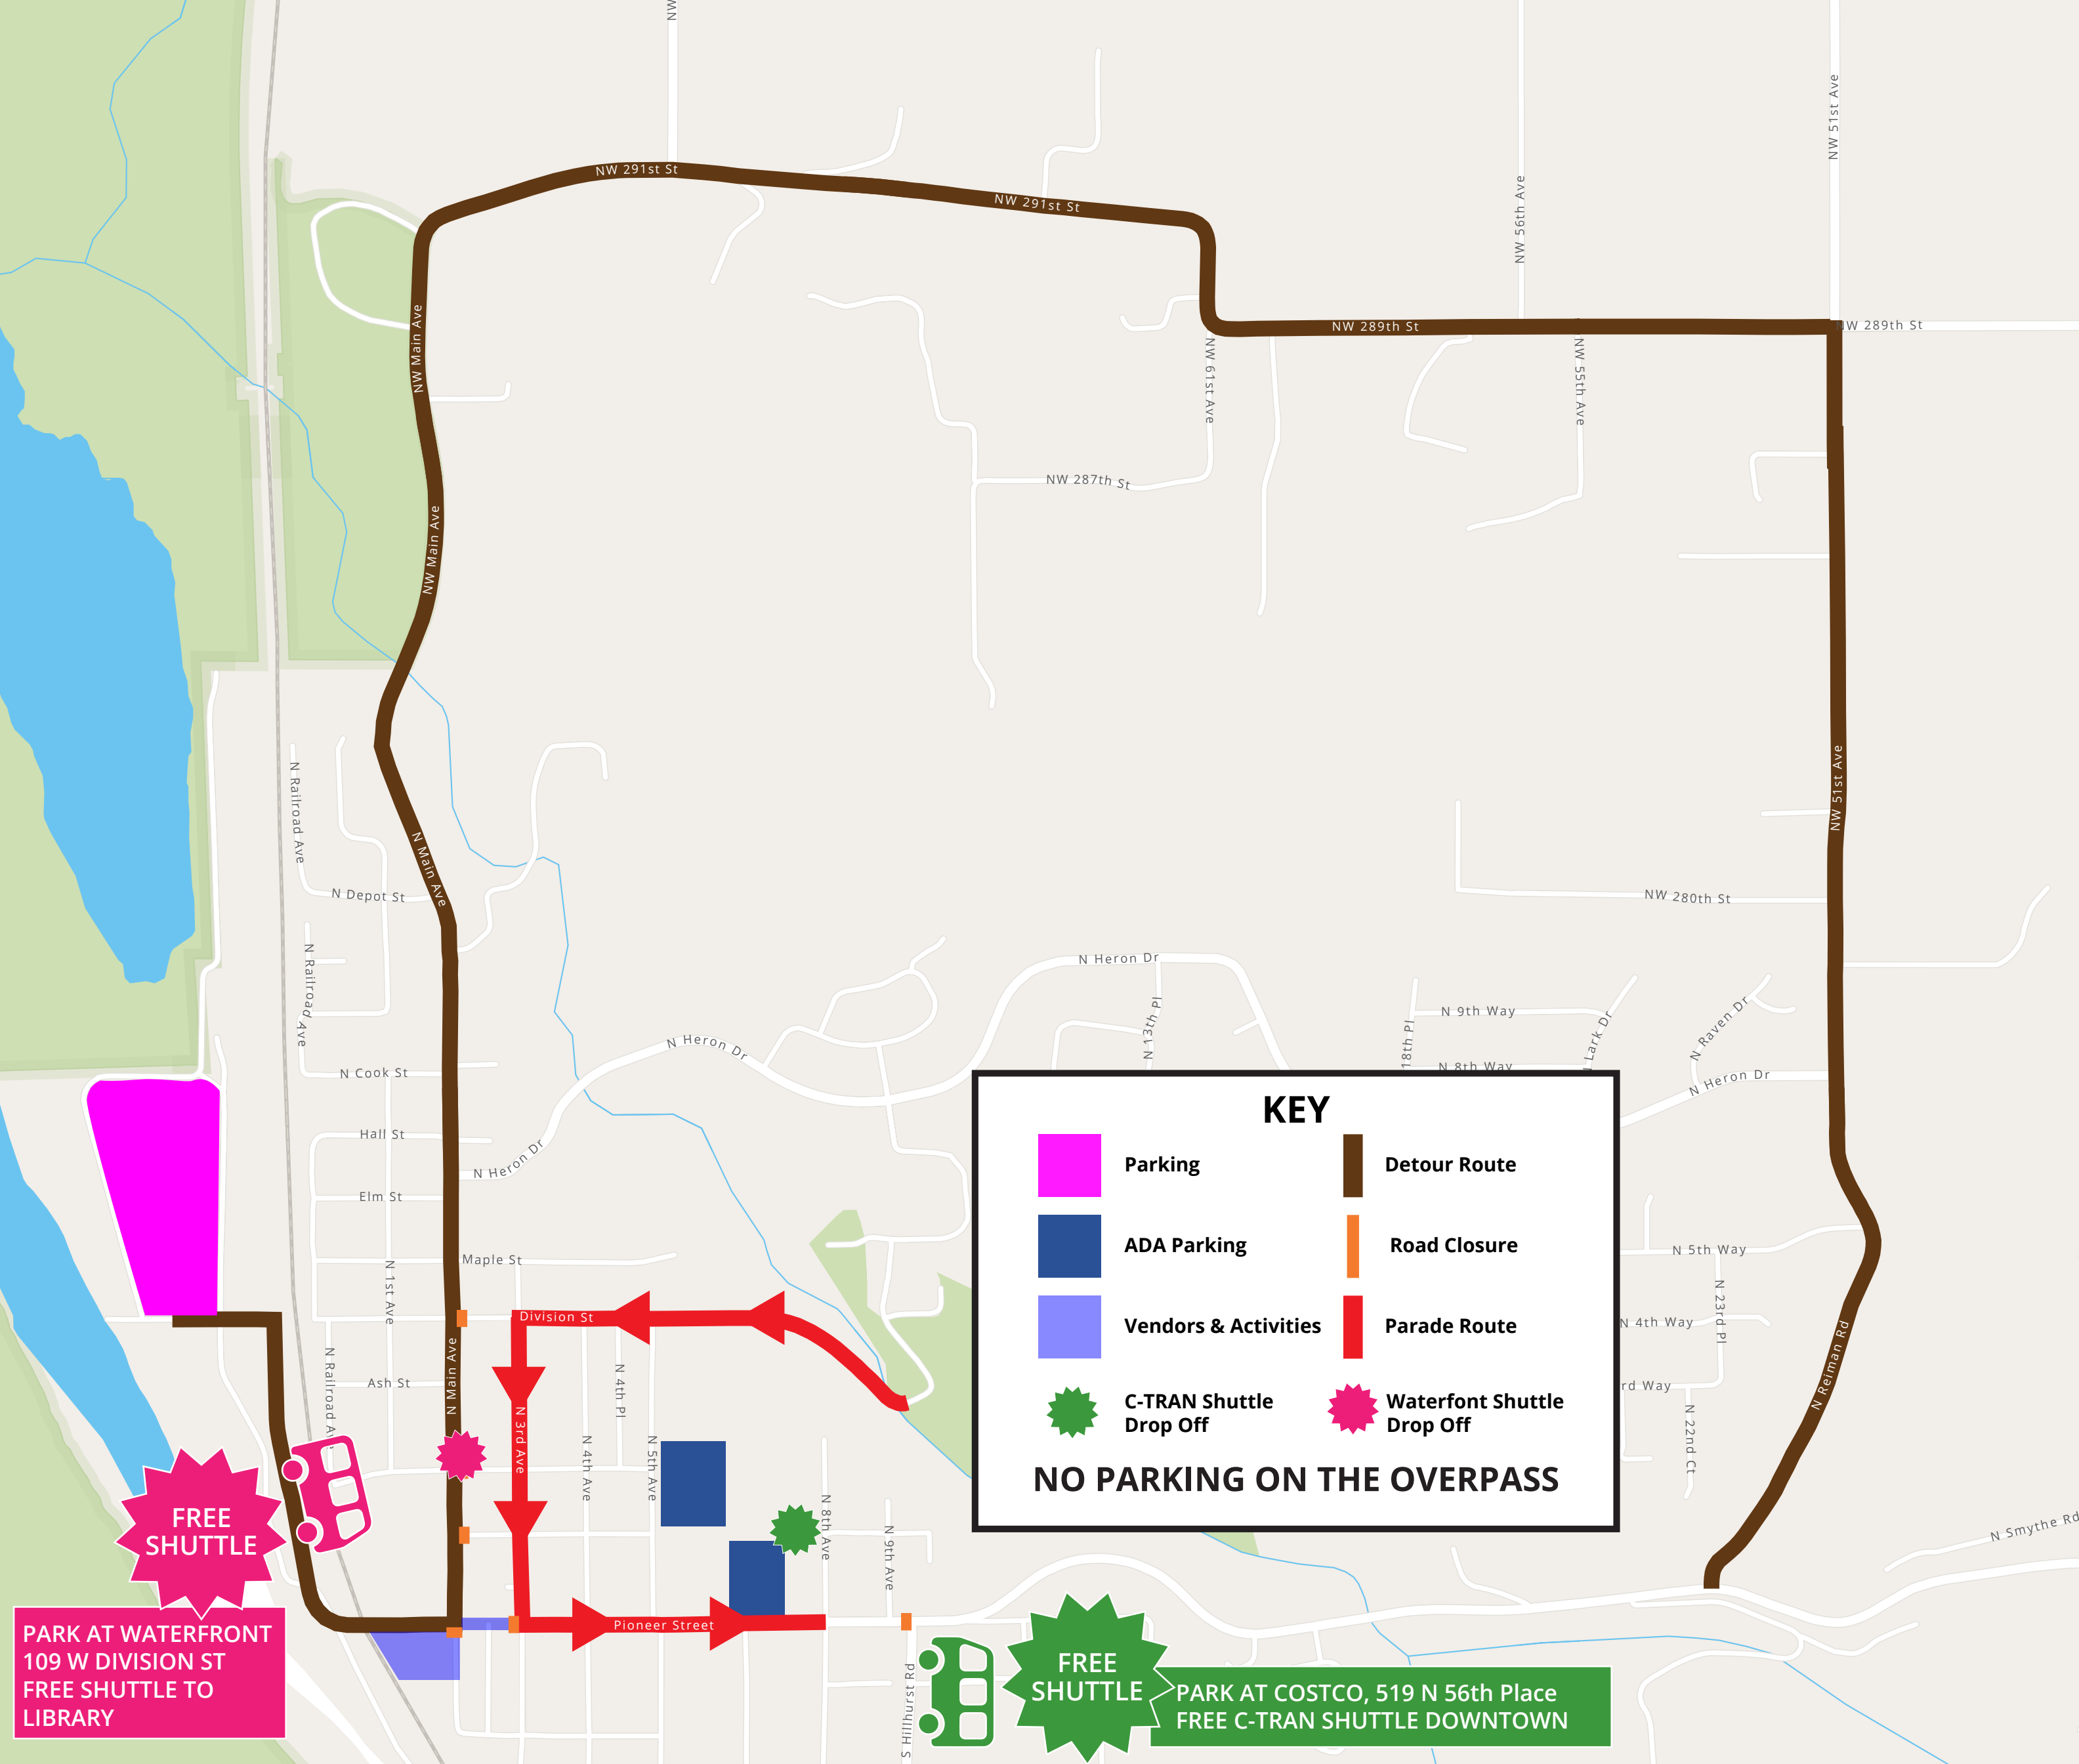 NW
NW 51st Ave
NW 291st St
NW 291st St
NW 56th Ave
NW Main Ave
NW 289th St
NW 289th St
NW 61st Ave
NW 55th Ave
NW 287th St
NW Main Ave
N Railroad Ave
NW 51st Ave
N Main Ave
N Depot St
NW 280th St
N Railroad Ave
N Heron Dr
N 13th Pl
N 9th Way
18th Pl
Lark Dr
N Raven Dr
N Heron Dr
N Cook St
N 8th Way
N Heron Dr
Hall St
N Heron Dr
Elm St
Maple St
N 1st Ave
KEY
Parking
Detour Route
ADA Parking
Road Closure
Vendors & Activities
Parade Route
C-TRAN Shuttle
Drop Off
Waterfont Shuttle
Drop Off
NO PARKING ON THE OVERPASS
N 5th Way
N 23rd Pl
N 4th Way
rd Way
N 22nd Ct
N Reiman Rd
Division St
N Railroad Ave
N Main Ave
Ash St
N 4th Pl
N 3rd Ave
N 4th Ave
N 5th Ave
N 8th Ave
N 9th Ave
N Smythe Rd
FREE
SHUTTLE
PARK AT WATERFRONT
109 W DIVISION ST
FREE SHUTTLE TO
LIBRARY
Pioneer Street
S Hillhurst Rd
FREE
SHUTTLE
PARK AT COSTCO, 519 N 56th Place
FREE C-TRAN SHUTTLE DOWNTOWN